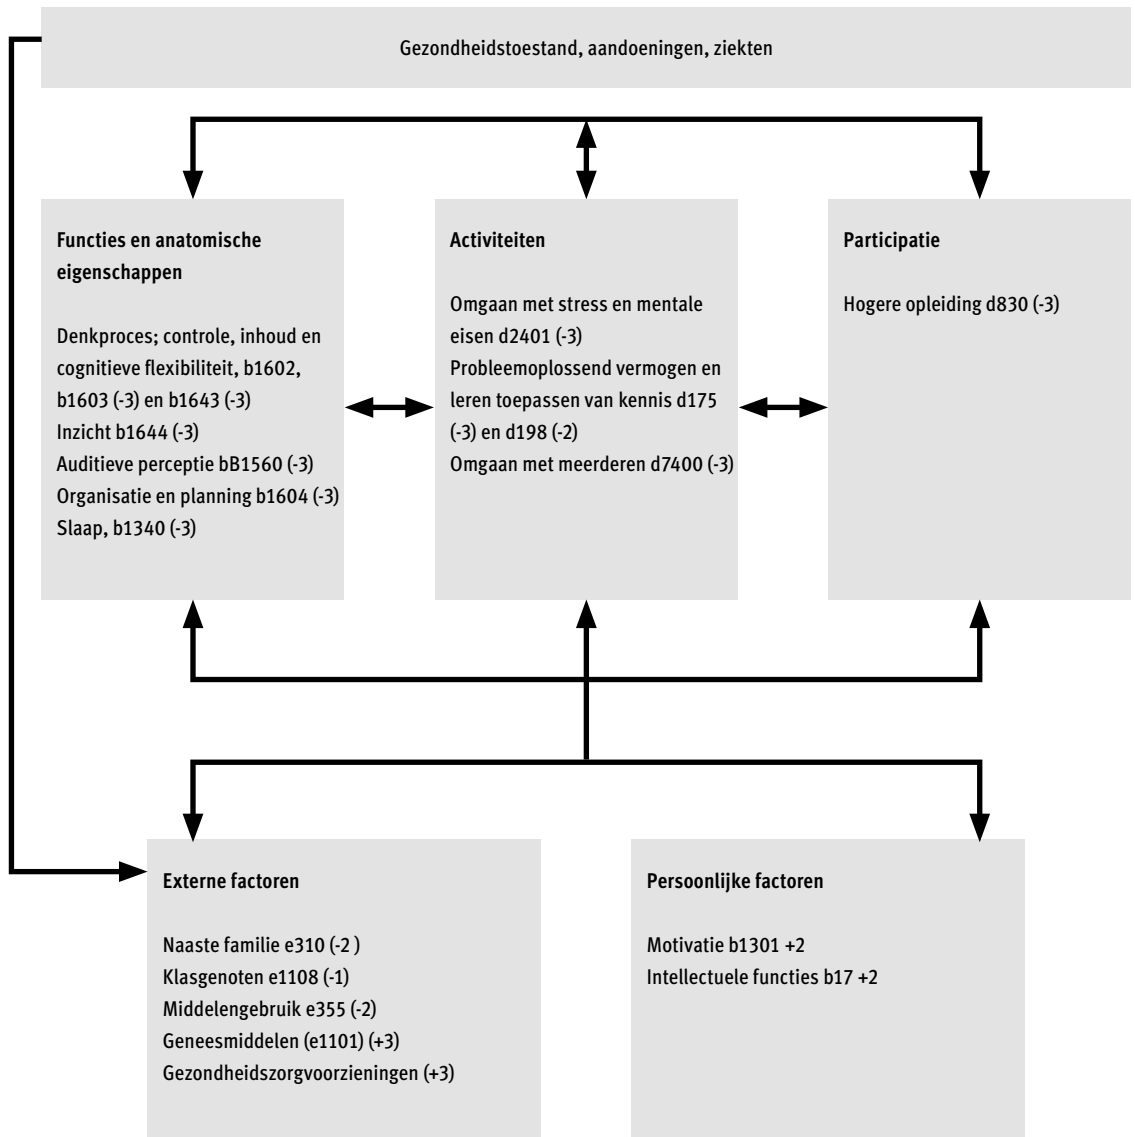 Gezondheidstoestand, aandoeningen, ziekten
Functies en anatomische
eigenschappen
Denkproces; controle, inhoud en
cognitieve flexibiliteit, b1602,
b1603 (-3) en b1643 (-3)
Inzicht b1644 (-3)
Auditieve perceptie bB1560 (-3)
Organisatie en planning b1604 (-3)
Slaap, b1340 (-3)
Activiteiten
Omgaan met stress en mentale
eisen d2401 (-3)
Probleemoplossend vermogen en
leren toepassen van kennis d175
(-3) en d198 (-2)
Omgaan met meerderen d7400 (-3)
Participatie
Hogere opleiding d830 (-3)
Externe factoren
Naaste familie e310 (-2 )
Klasgenoten e1108 (-1)
Middelengebruik e355 (-2)
Geneesmiddelen (e1101) (+3)
Gezondheidszorgvoorzieningen (+3)
Persoonlijke factoren
Motivatie b1301 +2
Intellectuele functies b17 +2